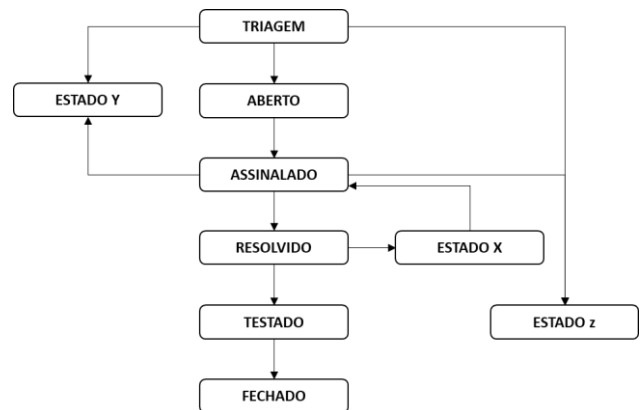 TRIAGEM
ESTADO Y
ABERTO
ASSINALADO
RESOLVIDO
ESTADO X
TESTADO
ESTADO z
FECHADO